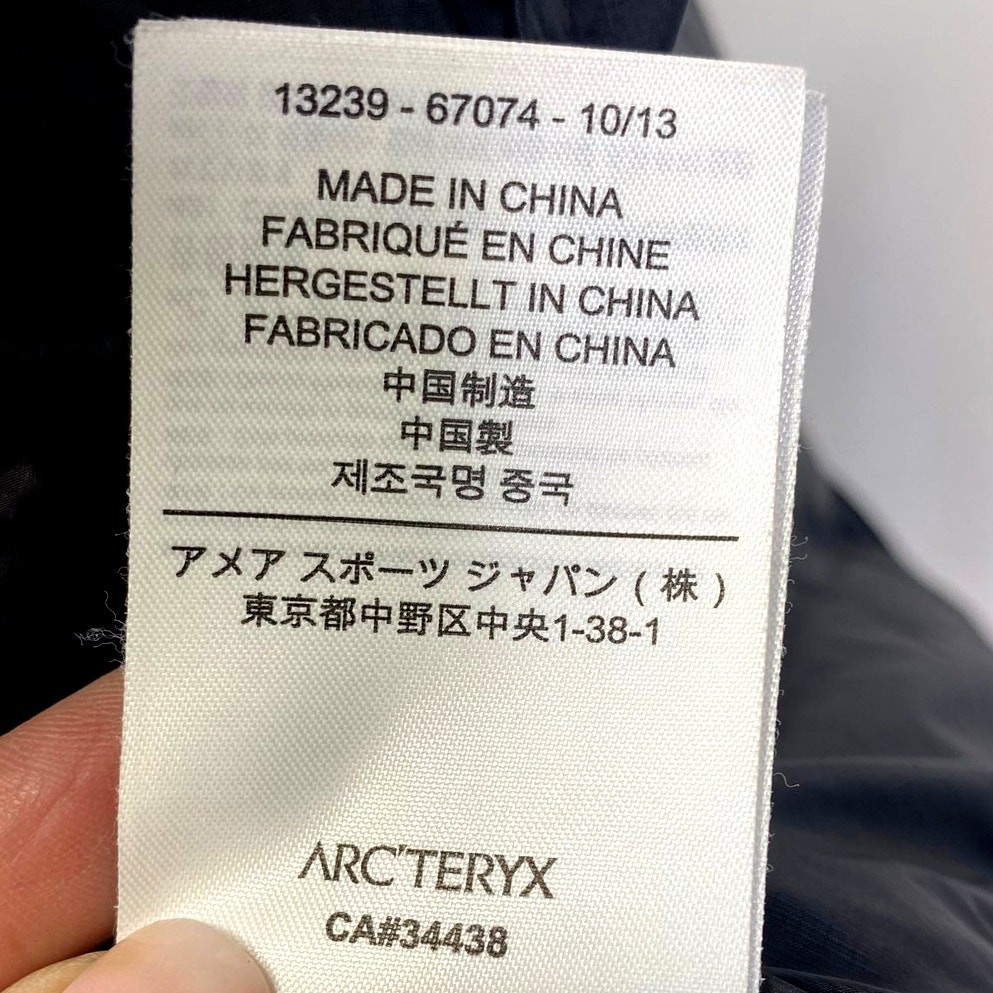 13239 - 67074 - 10/13
MADE IN CHINA
FABRIQUÉ EN CHINE
HERGESTELLT IN CHINA
FABRICADO EN CHINA
中国制造
中国製
제조국명 중국
アメア スポーツ ジャパン ( 株 )
東京都中野区中央1-38-1
ARC'TERYX
CA#34438